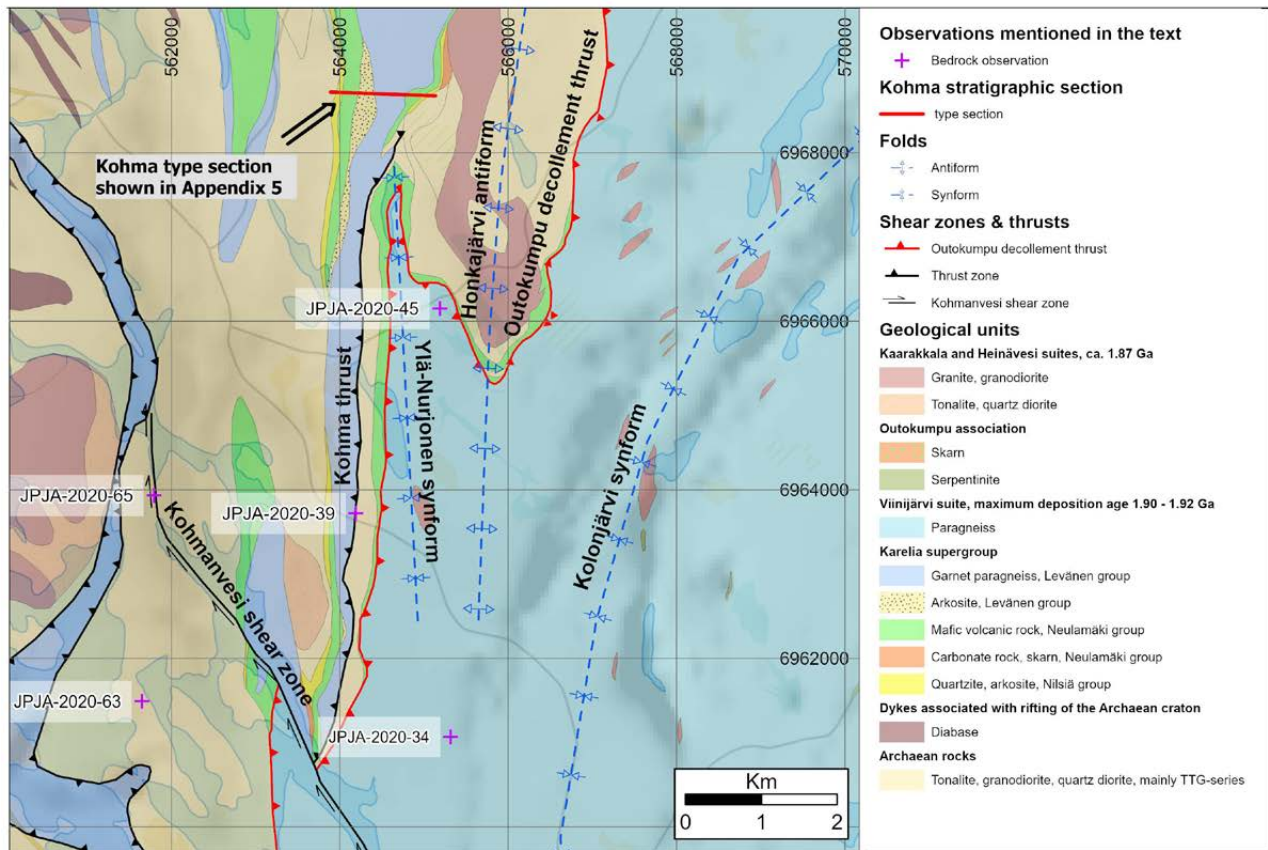 562000
564000
566000
568000
570000
6968000
6966000
6964000
6962000
Kohma type section
shown in Appendix 5
Honkajärvi antiform
Outokumpu decollement thrust
Kohma thrust
Ylä-Nurjonen synform
Kolonjärvi synform
Kohmanvesi shear zone
JPJA-2020-45
JPJA-2020-65
JPJA-2020-39
JPJA-2020-63
JPJA-2020-34
Km
0 1 2
Observations mentioned in the text
Bedrock observation
Kohma stratigraphic section
type section
Folds
Antiform
Synform
Shear zones & thrusts
Outokumpu decollement thrust
Thrust zone
Kohmanvesi shear zone
Geological units
Kaarakkala and Heinävesi suites, ca. 1.87 Ga
Granite, granodiorite
Tonalite, quartz diorite
Outokumpu association
Skarn
Serpentinite
Viinijärvi suite, maximum deposition age 1.90 - 1.92 Ga
Paragneiss
Karelia supergroup
Garnet paragneiss, Levänen group
Arkosite, Levänen group
Mafic volcanic rock, Neulamäki group
Carbonate rock, skarn, Neulamäki group
Quartzite, arkosite, Nilsiä group
Dykes associated with rifting of the Archaean craton
Diabase
Archaean rocks
Tonalite, granodiorite, quartz diorite, mainly TTG-series